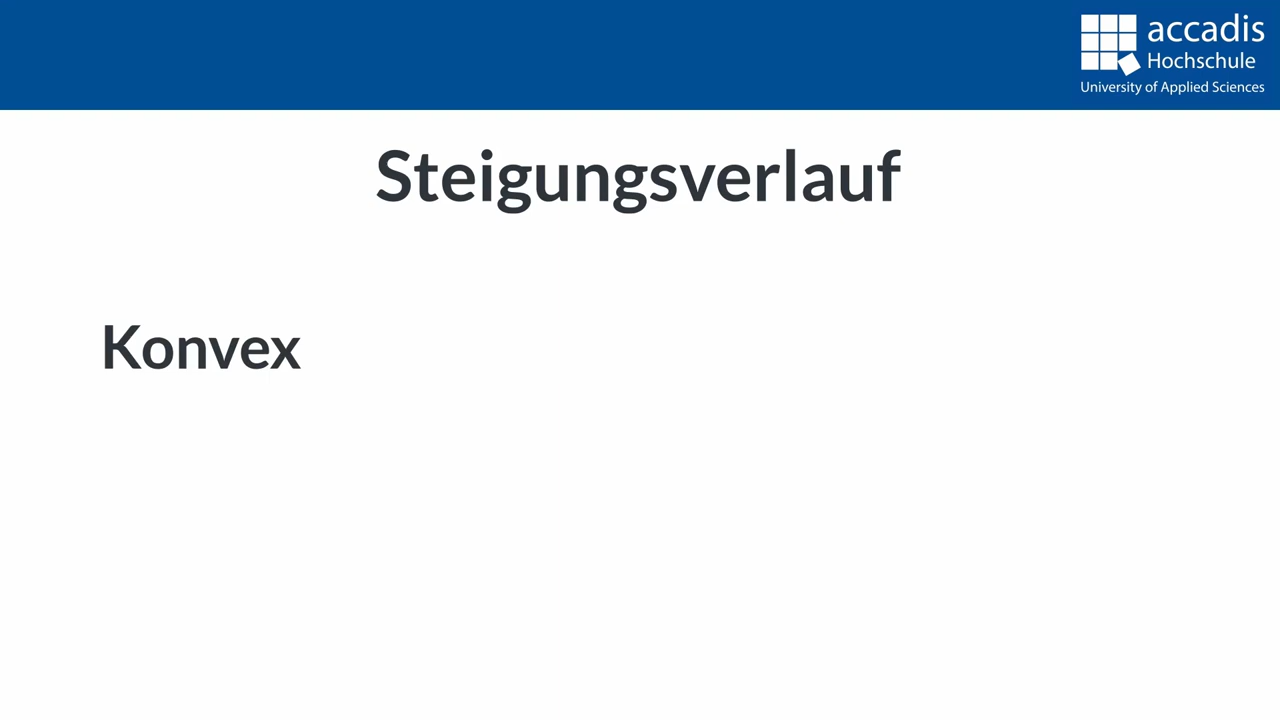 accadis
Hochschule
University of Applied Sciences
Steigungsverlauf
Konvex